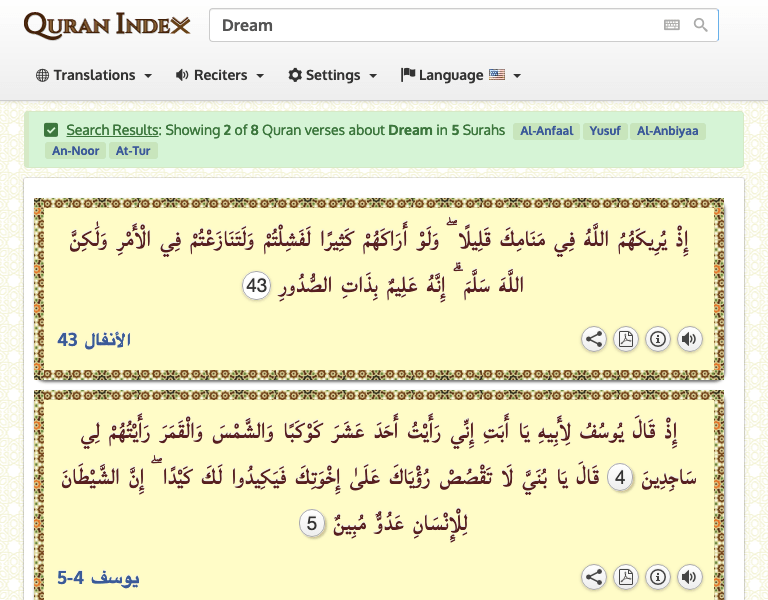 QURAN INDEX
Dream
Translations
Reciters
Settings
Language
Search Results: Showing 2 of 8 Quran verses about Dream in 5 Surahs Al-Anfaal Yusuf Al-Anbiyaa
An-Noor At-Tur
إِذْ يُرِيكَهُمُ اللَّهُ فِي مَنَامِكَ قَلِيلًا ۖ وَلَوْ أَرَاكَهُمْ كَثِيرًا لَفَشِلْتُمْ وَلَتَنَازَعْتُمْ فِي الْأَمْرِ وَلَٰكِنَّ
اللَّهَ سَلَّمَ ۗ إِنَّهُ عَلِيمٌ بِذَاتِ الصُّدُورِ 43
الأنفال 43
إِذْ قَالَ يُوسُفُ لِأَبِيهِ يَا أَبَتِ إِنِّي رَأَيْتُ أَحَدَ عَشَرَ كَوْكَبًا وَالشَّمْسَ وَالْقَمَرَ رَأَيْتُهُمْ لِي
سَاجِدِينَ 4 قَالَ يَا بُنَيَّ لَا تَقْصُصْ رُؤْيَاكَ عَلَىٰ إِخْوَتِكَ فَيَكِيدُوا لَكَ كَيْدًا ۖ إِنَّ الشَّيْطَانَ
لِلْإِنْسَانِ عَدُوٌّ مُبِينٌ 5
يوسف 4-5